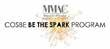 MMAC
COSBE BE THE SPARK PROGRAM